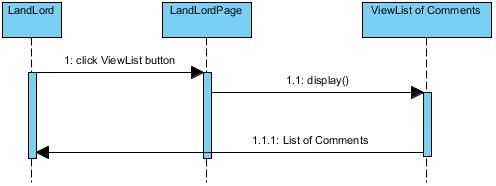 LandLord
LandLordPage
ViewList of Comments
1: click ViewList button
1.1: display()
1.1.1: List of Comments